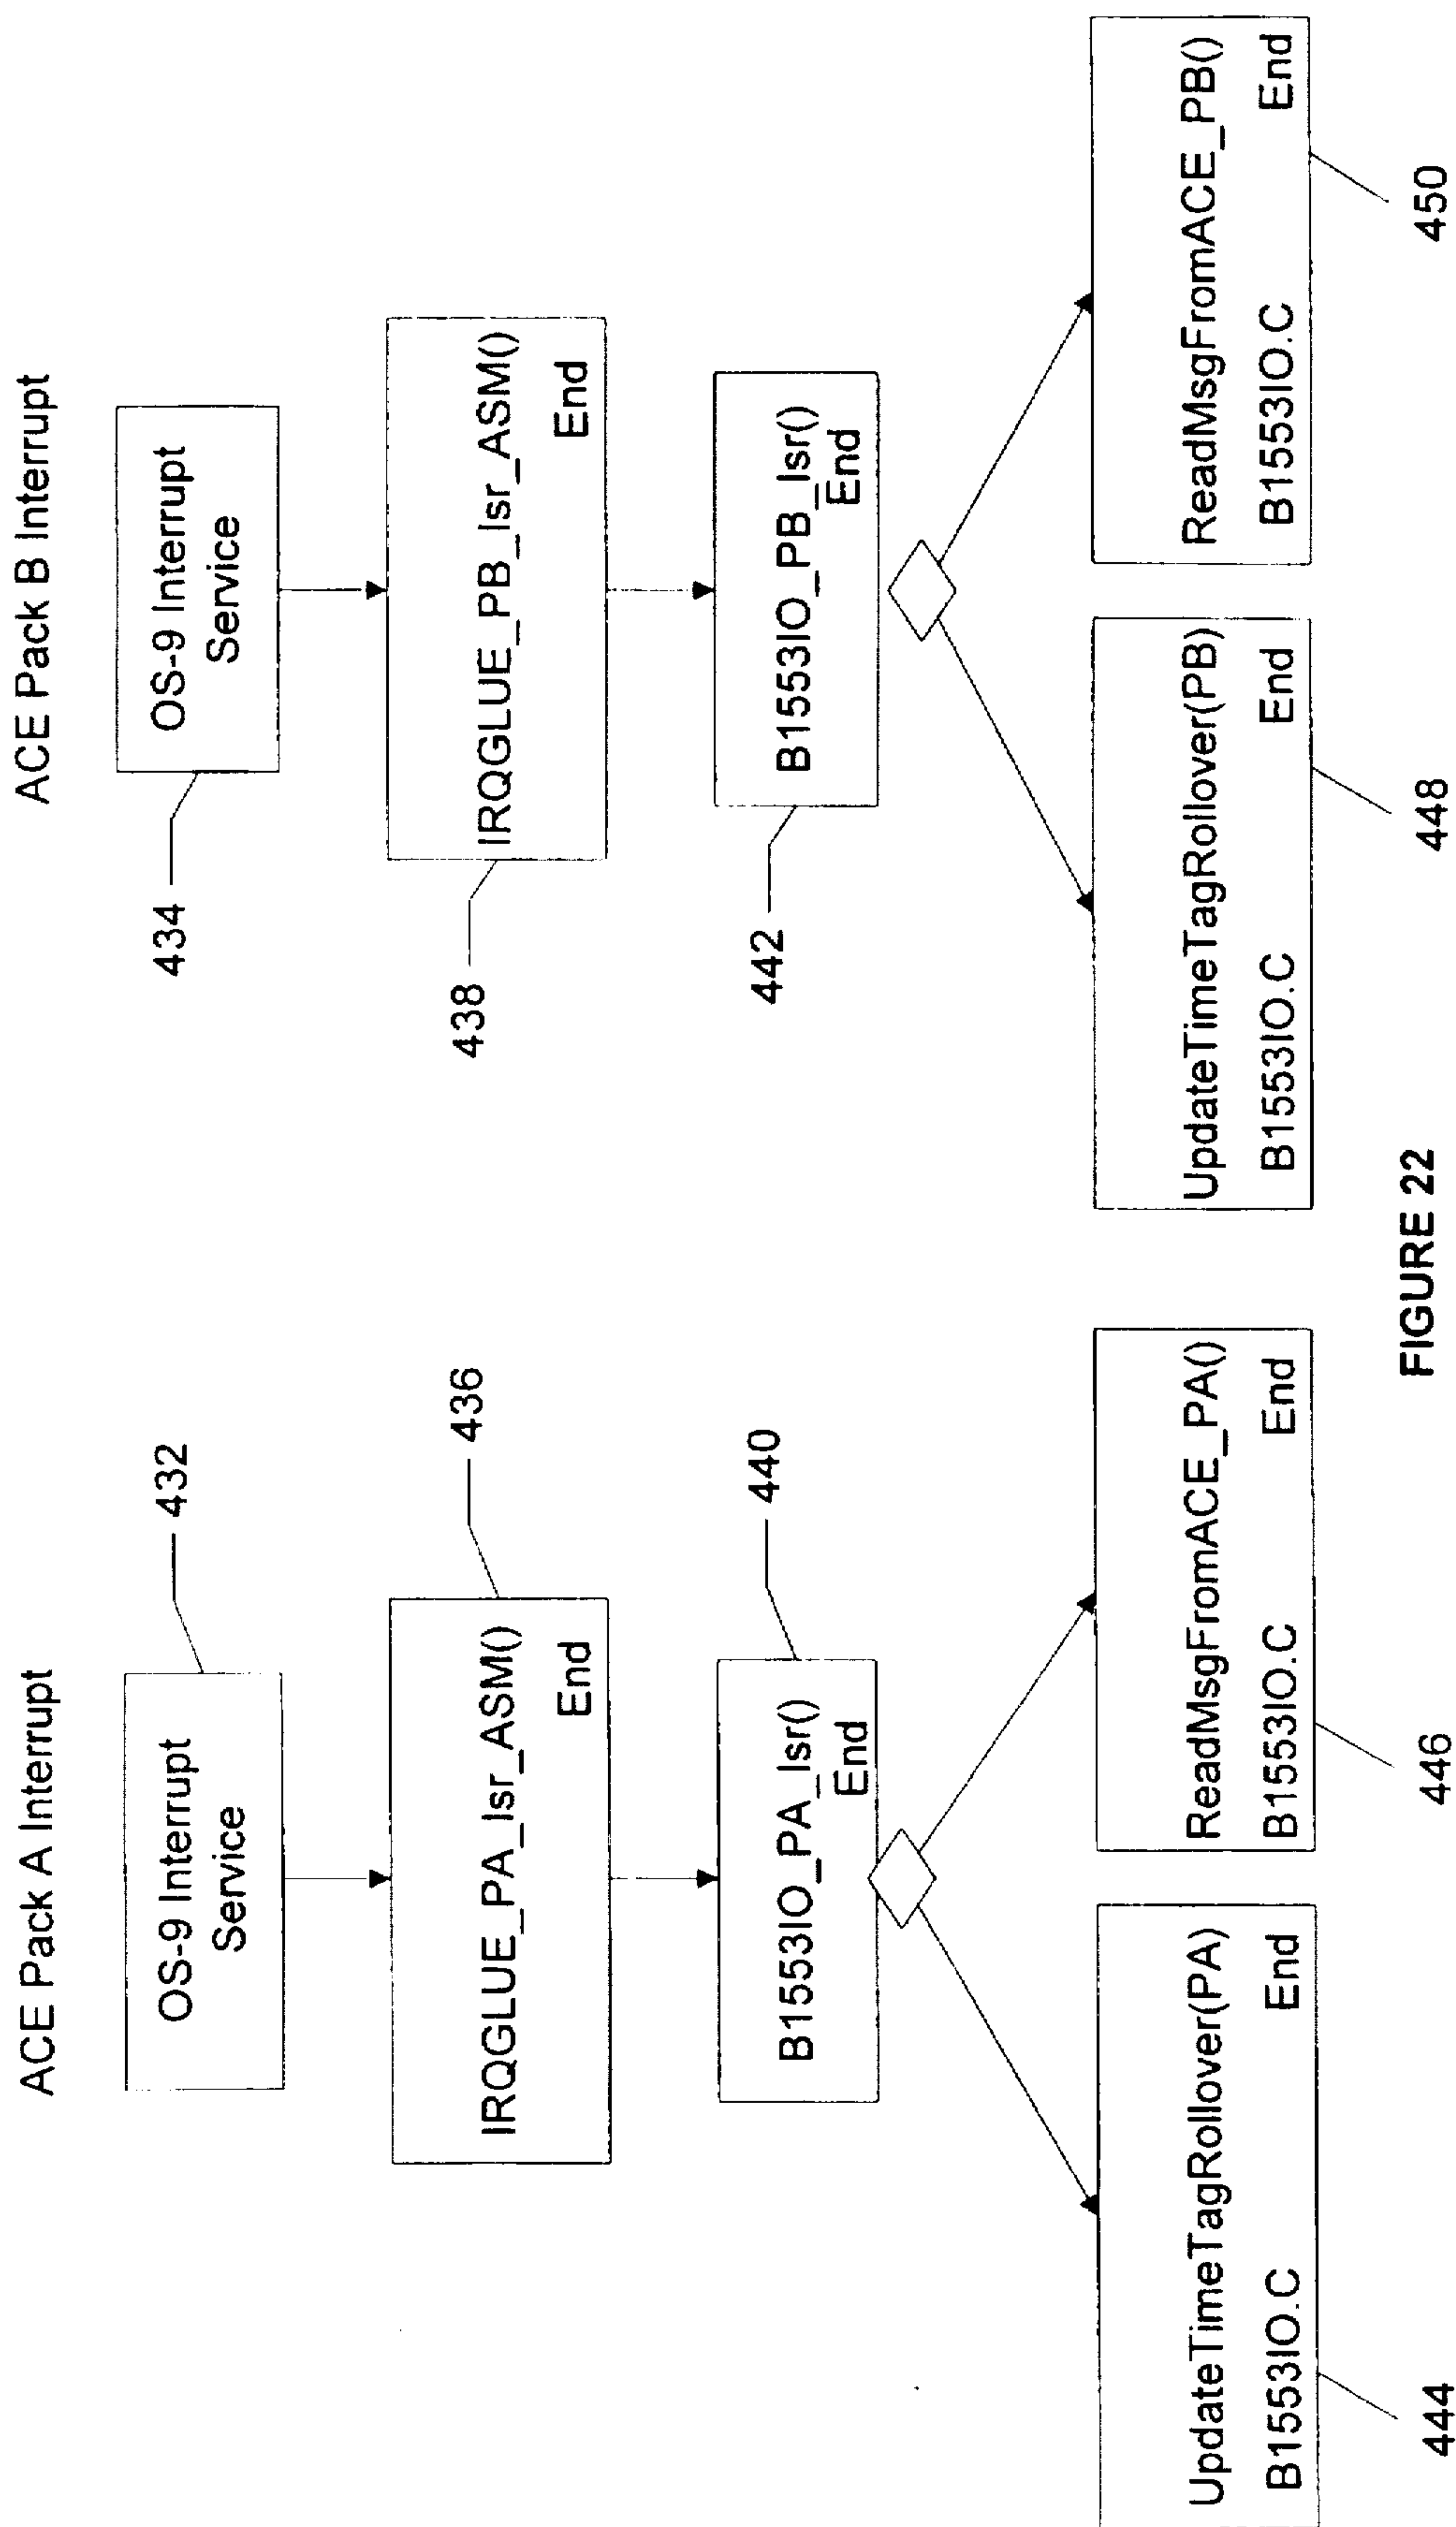 ACE Pack A Interrupt
OS-9 Interrupt
Service
432
IRQGLUE_PA_Isr_ASM()
End
436
B1553IO_PA_Isr()
End
440
UpdateTimeTagRollover(PA)
B1553IO.C End
444
ReadMsgFromACE_PA()
B1553IO.C End
446
ACE Pack B Interrupt
OS-9 Interrupt
Service
434
IRQGLUE_PB_Isr_ASM()
End
438
B1553IO_PB_Isr()
End
442
UpdateTimeTagRollover(PB)
B1553IO.C End
448
ReadMsgFromACE_PB()
B1553IO.C End
450
FIGURE 22